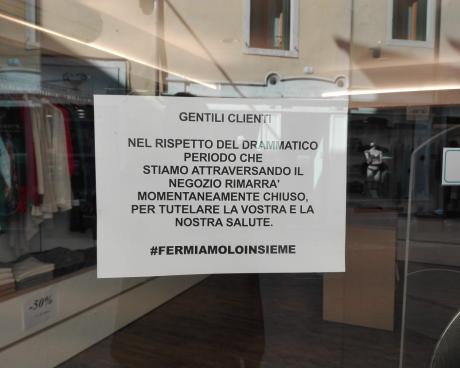 GENTILI CLIENTI
NEL RISPETTO DEL DRAMMATICO
PERIODO CHE
STIAMO ATTRAVERSANDO IL
NEGOZIO RIMARRA'
MOMENTANEAMENTE CHIUSO,
PER TUTELARE LA VOSTRA E LA
NOSTRA SALUTE.
#FERMIAMOLOINSIEME
-50%